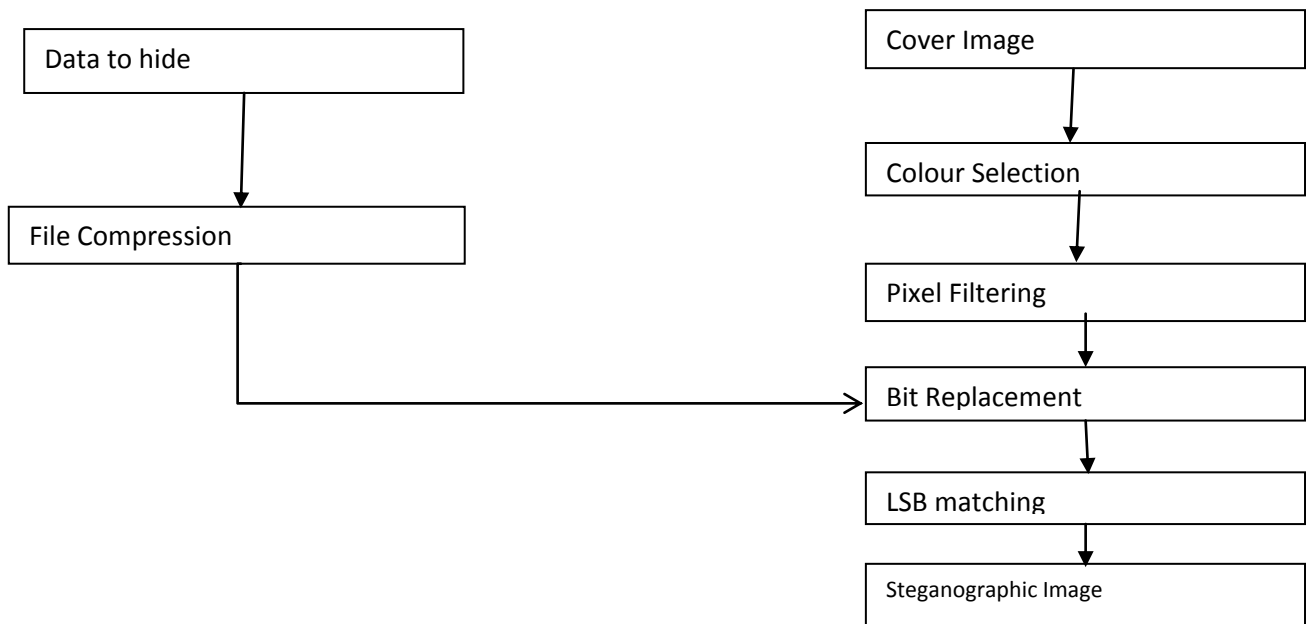 Data to hide
File Compression
Cover Image
Colour Selection
Pixel Filtering
Bit Replacement
LSB matching
Steganographic Image